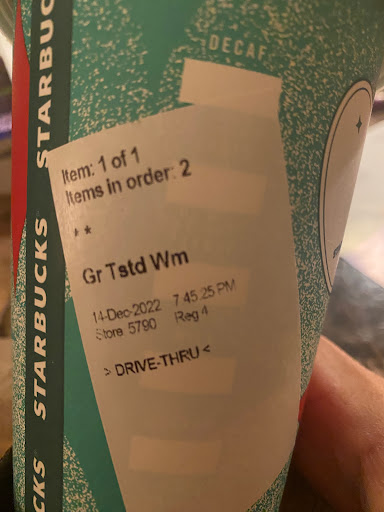 DECAF
STARBUCKS
STARBUCKS
CKS
Item: 1 of 1
Items in order: 2
* *
Gr Tstd Wm
14-Dec-2022 7:45:25 PM
Store 5790 Reg 4
> DRIVE-THRU <